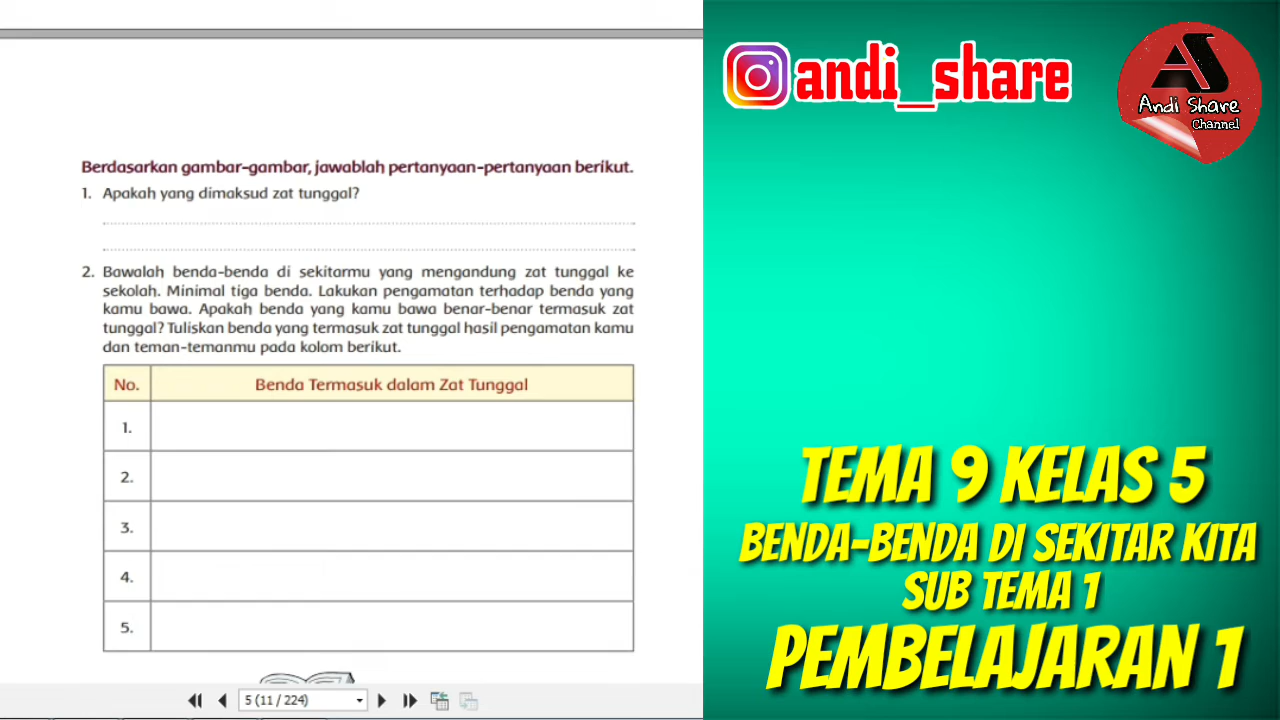 Berdasarkan gambar-gambar, jawablah pertanyaan-pertanyaan berikut.
1. Apakah yang dimaksud zat tunggal?
2. Bawalah benda-benda di sekitarmu yang mengandung zat tunggal ke
sekolah. Minimal tiga benda. Lakukan pengamatan terhadap benda yang
kamu bawa. Apakah benda yang kamu bawa benar-benar termasuk zat
tunggal? Tuliskan benda yang termasuk zat tunggal hasil pengamatan kamu
dan teman-temanmu pada kolom berikut.
No. Benda Termasuk dalam Zat Tunggal
1.
2.
3.
4.
5.
5 (11 / 224)
andi_share
A
Andi Share
Channel
TEMA 9 KELAS 5
BENDA-BENDA DI SEKITAR KITA
SUB TEMA 1
PEMBELAJARAN 1